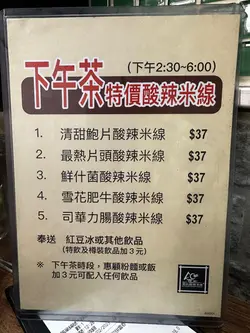 下午茶 (下午2:30~6:00)
特價酸辣米線
1. 清甜鮑片酸辣米線 $37
2. 最熱片頭酸辣米線 $37
3. 鮮什菌酸辣米線 $37
4. 雪花肥牛酸辣米線 $37
5. 司華力腸酸辣米線 $37
奉送 紅豆冰或其他飲品
(特飲及樽裝飲品加3元)
※ 下午茶時段，惠顧粉麵或飯
加3元可配入任何飲品